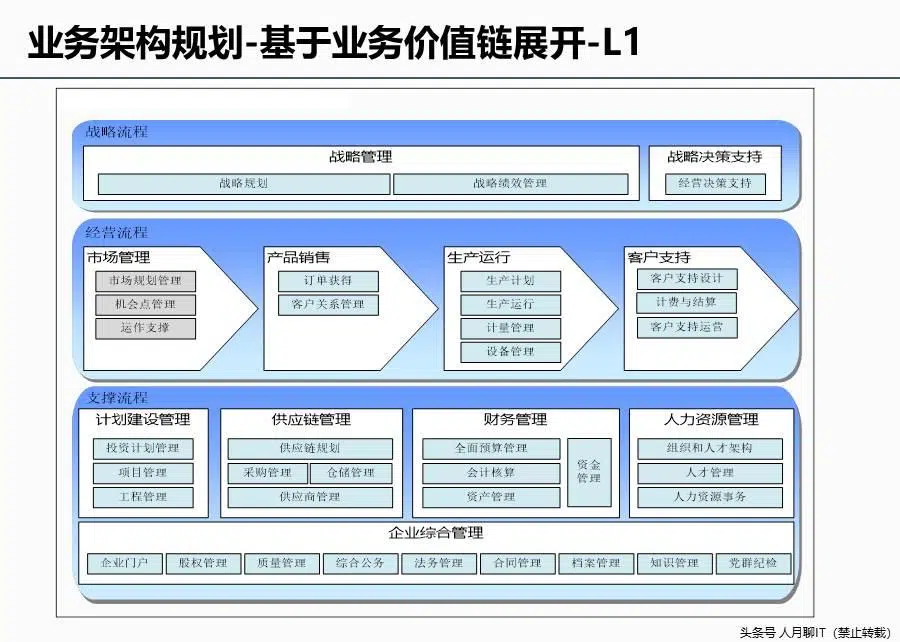 业务架构规划-基于业务价值链展开-L1
战略流程
战略管理
战略决策支持
战略规划
战略绩效管理
经营决策支持
经营流程
市场管理
市场规划管理
机会点管理
运作支撑
产品销售
订单获得
客户关系管理
生产运行
生产计划
生产运行
计量管理
设备管理
客户支持
客户支持设计
计费与结算
客户支持运营
支撑流程
计划建设管理
投资计划管理
项目管理
工程管理
供应链管理
供应链规划
采购管理
仓储管理
供应商管理
财务管理
全面预算管理
会计核算
资产管理
资金
管理
人力资源管理
组织和人才架构
人才管理
人力资源事务
企业综合管理
企业门户
股权管理
质量管理
综合公务
法务管理
合同管理
档案管理
知识管理
党群纪检
头条号 人月聊IT（禁止转载）